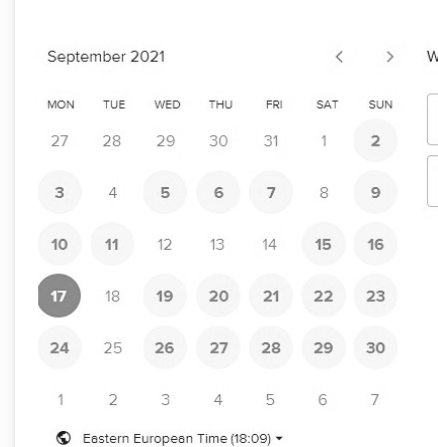 September 2021
W
MON TUE WED THU FRI SAT SUN
27 28 29 30 31 1 2
3 4 5 6 7 8 9
10 11 12 13 14 15 16
17 18 19 20 21 22 23
24 25 26 27 28 29 30
1 2 3 4 5 6 7
Eastern European Time (18:09)